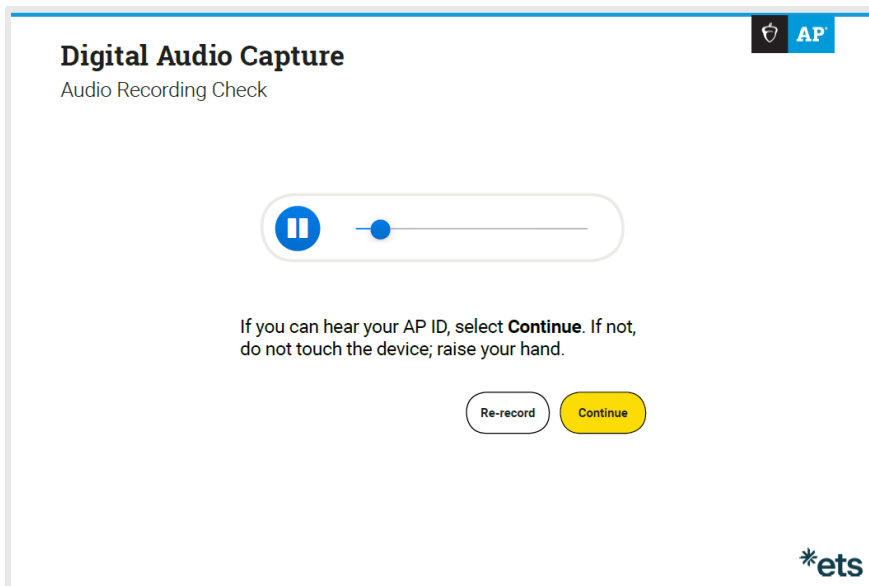 Digital Audio Capture
AP
Audio Recording Check
If you can hear your AP ID, select Continue. If not,
do not touch the device; raise your hand.
Re-record
Continue
*ets